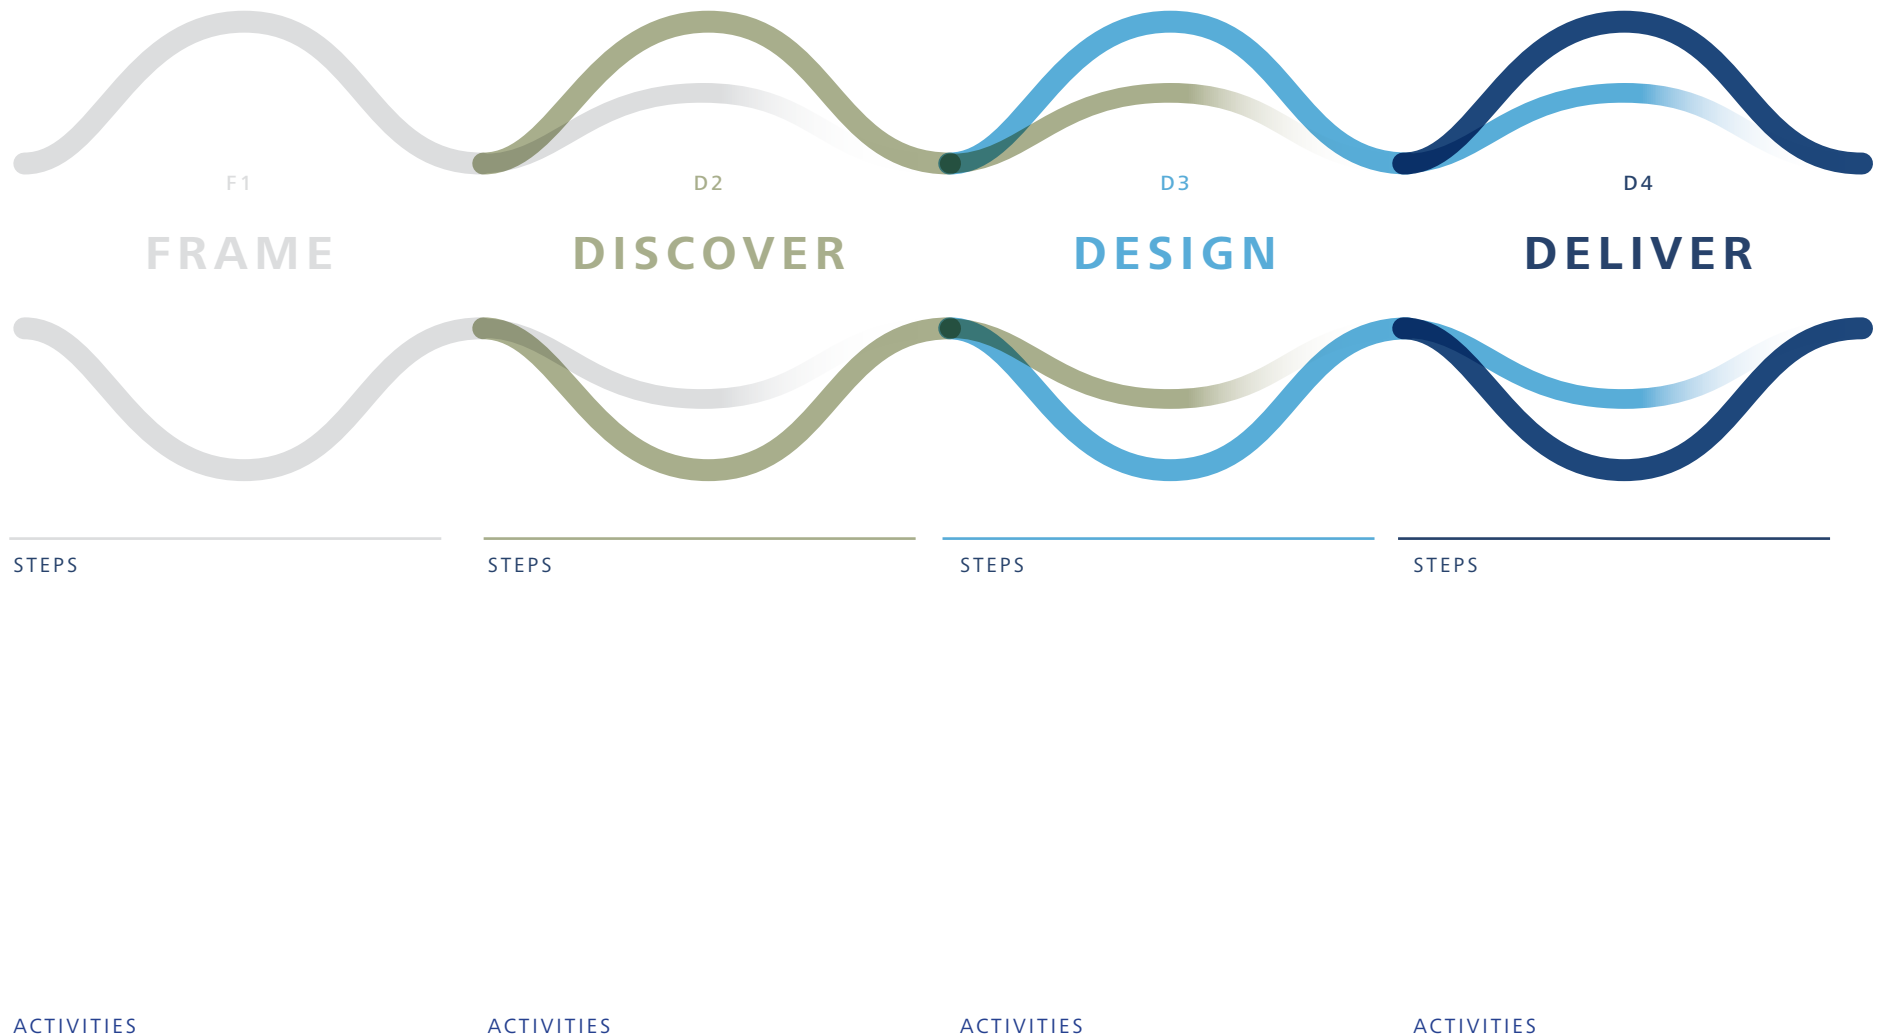 F1
D2
D3
D4
FRAME
DISCOVER
DESIGN
DELIVER
STEPS
STEPS
STEPS
STEPS
ACTIVITIES
ACTIVITIES
ACTIVITIES
ACTIVITIES